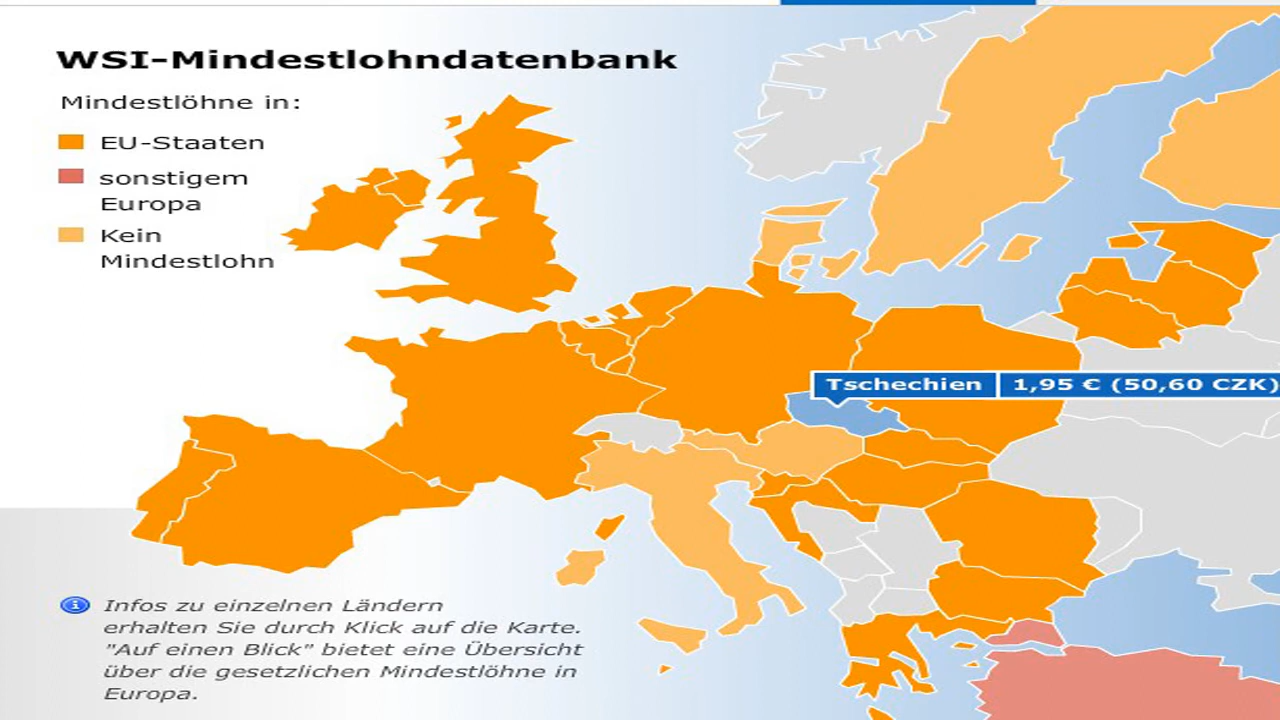 WSI-Mindestlohndatenbank
Mindestlöhne in:
EU-Staaten
sonstigem
Europa
Kein
Mindestlohn
Tschechien 1,95 € (50,60 CZK)
Infos zu einzelnen Ländern
erhalten Sie durch Klick auf die Karte.
"Auf einen Blick" bietet eine Übersicht
über die gesetzlichen Mindestlöhne in
Europa.